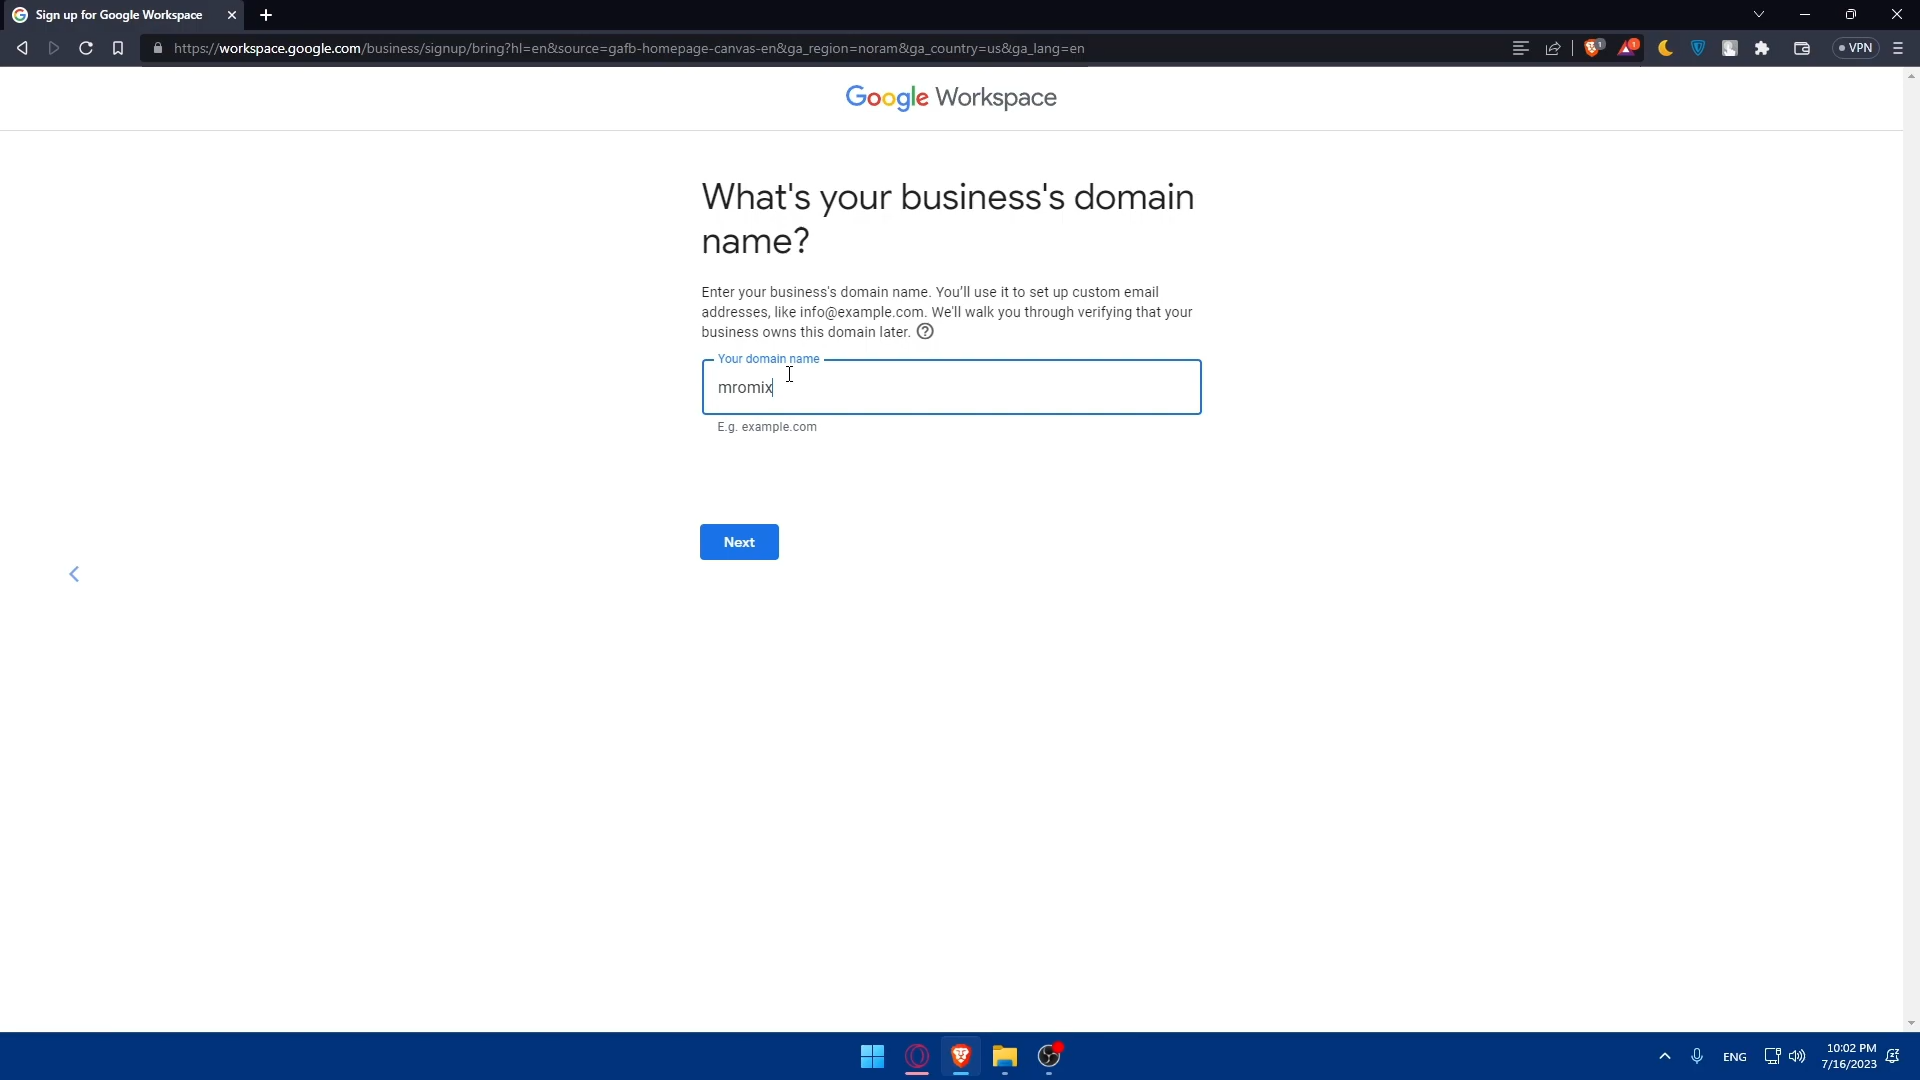 Sign up for Google Workspace
https://workspace.google.com/business/signup/bring?hl=en&source=gafb-homepage-canvas-en&ga_region=noram&ga_country=us&ga_lang=en
1
1
VPN
Google Workspace
What's your business's domain
name?
Enter your business's domain name. You'll use it to set up custom email
addresses, like info@example.com. We'll walk you through verifying that your
business owns this domain later.
Your domain name
mromix
E.g. example.com
Next
ENG
10:02 PM
7/16/2023